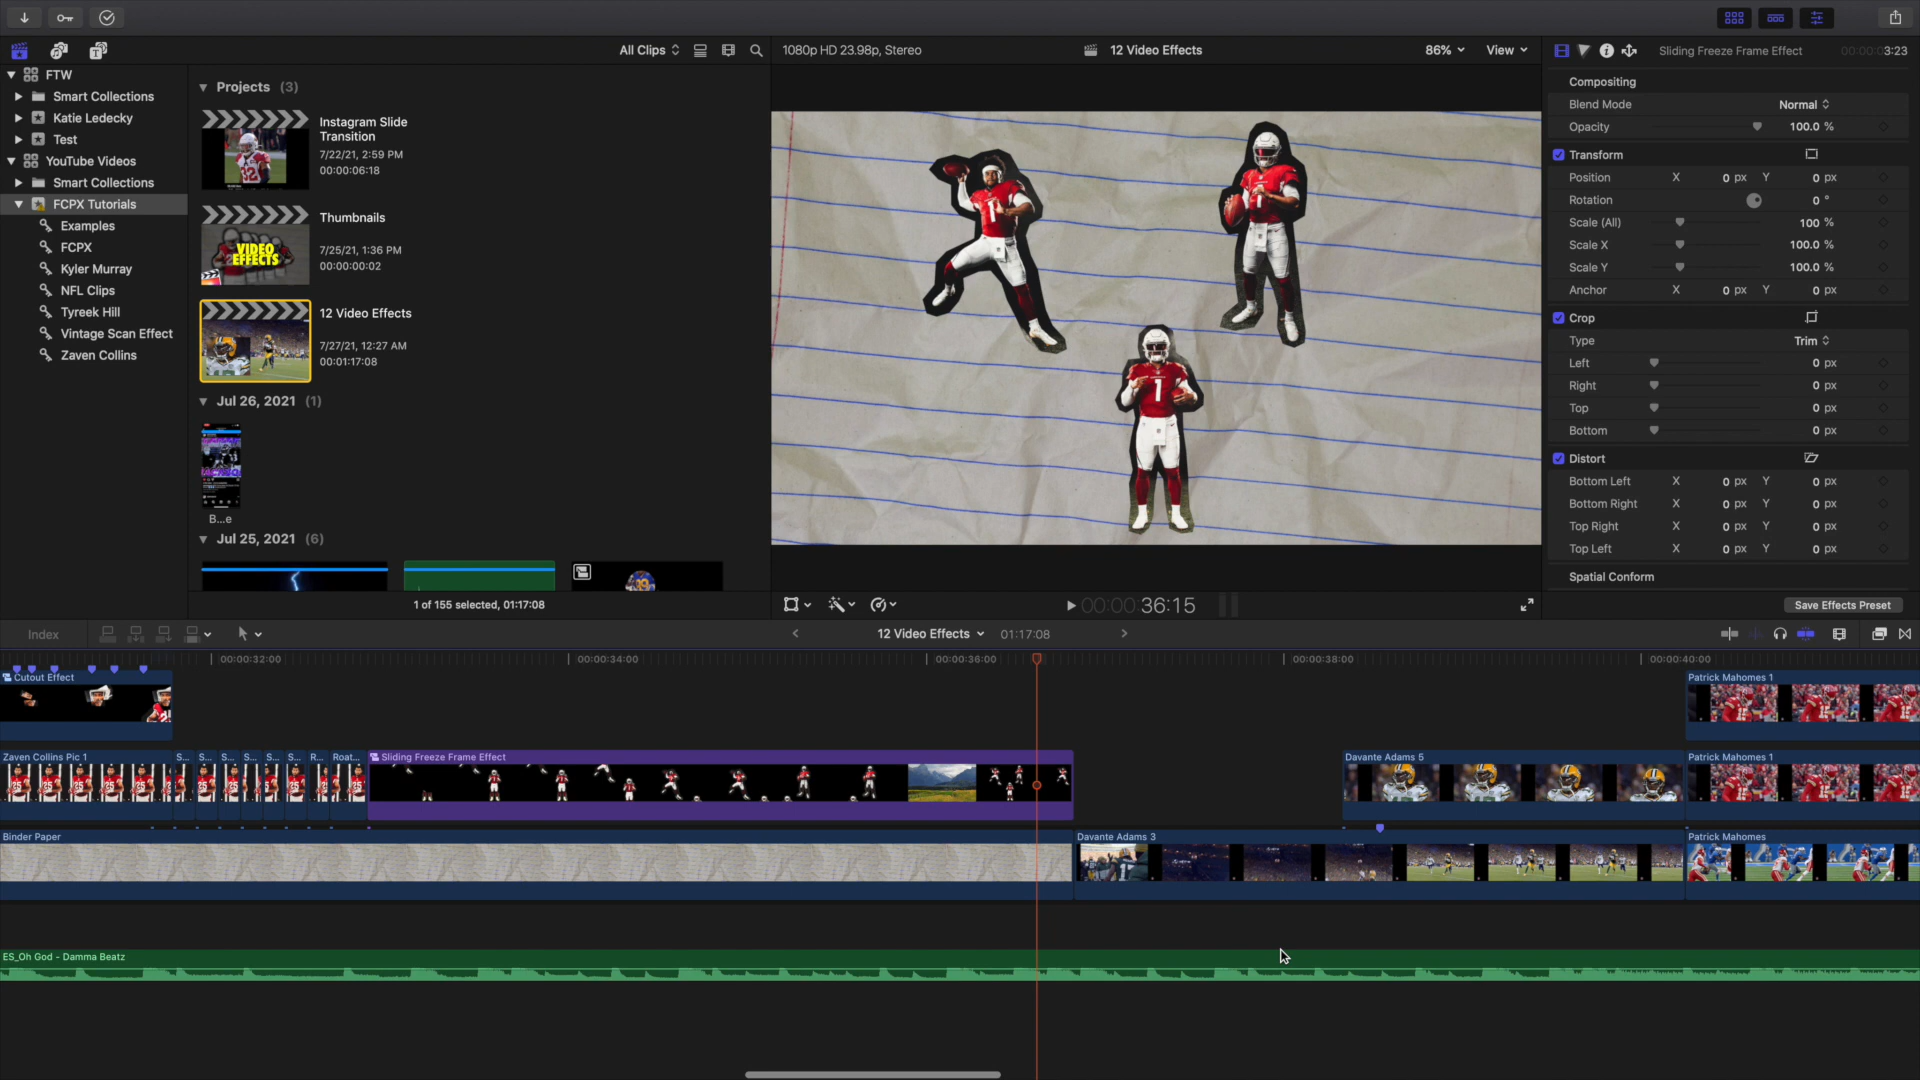 All Clips
1080p HD 23.98p, Stereo
12 Video Effects
86%
View
Sliding Freeze Frame Effect
00:00:03:23
FTW
Smart Collections
Katie Ledecky
Test
YouTube Videos
Smart Collections
FCPX Tutorials
Examples
FCPX
Kyler Murray
NFL Clips
Tyreek Hill
Vintage Scan Effect
Zaven Collins
Projects (3)
Instagram Slide
Transition
7/22/21, 2:59 PM
00:00:06:18
Thumbnails
7/25/21, 1:36 PM
00:00:00:02
VIDEO
EFFECTS
12 Video Effects
7/27/21, 12:27 AM
00:01:17:08
Jul 26, 2021 (1)
B...e
Jul 25, 2021 (6)
1 of 155 selected, 01:17:08
00:00:36:15
Compositing
Blend Mode Normal
Opacity 100.0 %
Transform
Position X 0 px Y 0 px
Rotation 0 °
Scale (All) 100 %
Scale X 100.0 %
Scale Y 100.0 %
Anchor X 0 px Y 0 px
Crop
Type Trim
Left 0 px
Right 0 px
Top 0 px
Bottom 0 px
Distort
Bottom Left X 0 px Y 0 px
Bottom Right X 0 px Y 0 px
Top Right X 0 px Y 0 px
Top Left X 0 px Y 0 px
Spatial Conform
Save Effects Preset
Index
12 Video Effects
01:17:08
00:00:32:00
00:00:34:00
00:00:36:00
00:00:38:00
00:00:40:00
Cutout Effect
Patrick Mahomes 1
Zaven Collins Pic 1
S...
S...
S...
S...
S...
S...
R...
Roat...
Sliding Freeze Frame Effect
Davante Adams 5
Patrick Mahomes 1
Binder Paper
Davante Adams 3
Patrick Mahomes
ES_Oh God - Damma Beatz